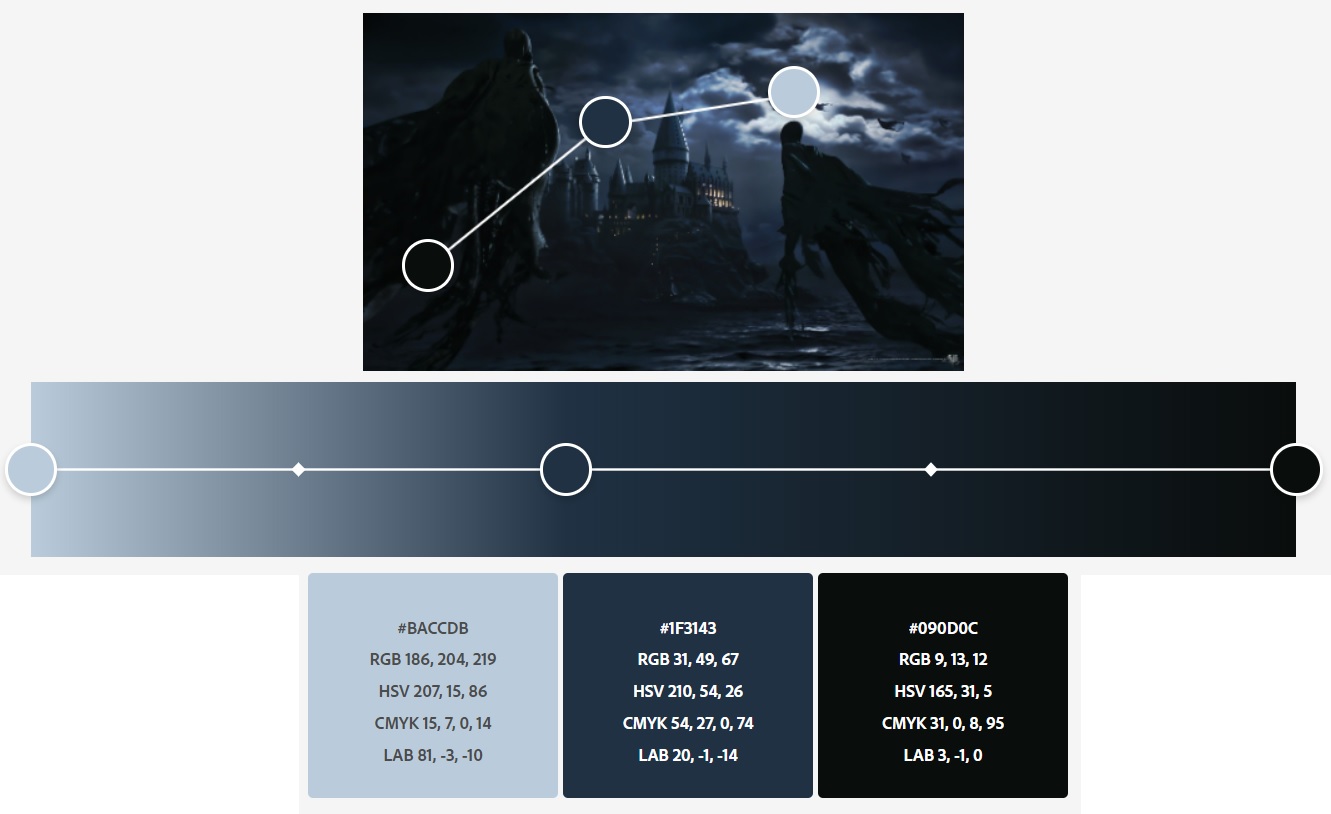 #BACCDB
RGB 186, 204, 219
HSV 207, 15, 86
CMYK 15, 7, 0, 14
LAB 81, -3, -10
#1F3143
RGB 31, 49, 67
HSV 210, 54, 26
CMYK 54, 27, 0, 74
LAB 20, -1, -14
#090D0C
RGB 9, 13, 12
HSV 165, 31, 5
CMYK 31, 0, 8, 95
LAB 3, -1, 0